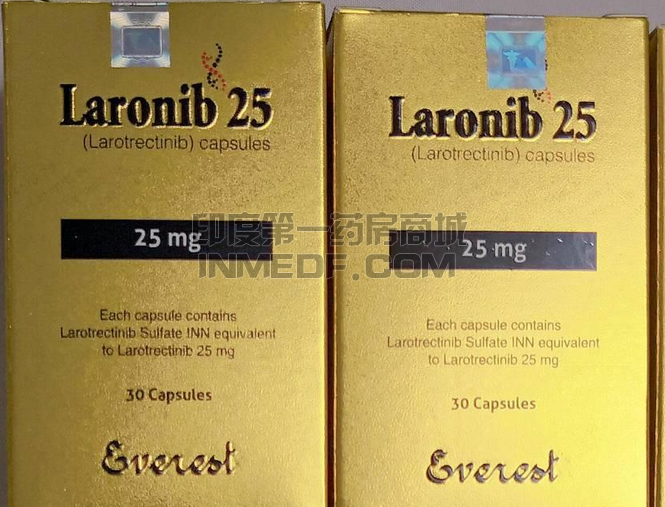 Laronib 25
(Larotrectinib) capsules
25 mg
Each capsule contains
Larotrectinib Sulfate INN equivalent
to Larotrectinib 25 mg
30 Capsules
Everest
Laronib 25
(Larotrectinib) capsules
25 mg
Each capsule contains
Larotrectinib Sulfate INN equivalent
to Larotrectinib 25 mg
30 Capsules
Everest
印度第一药房商城
INMEDF.COM